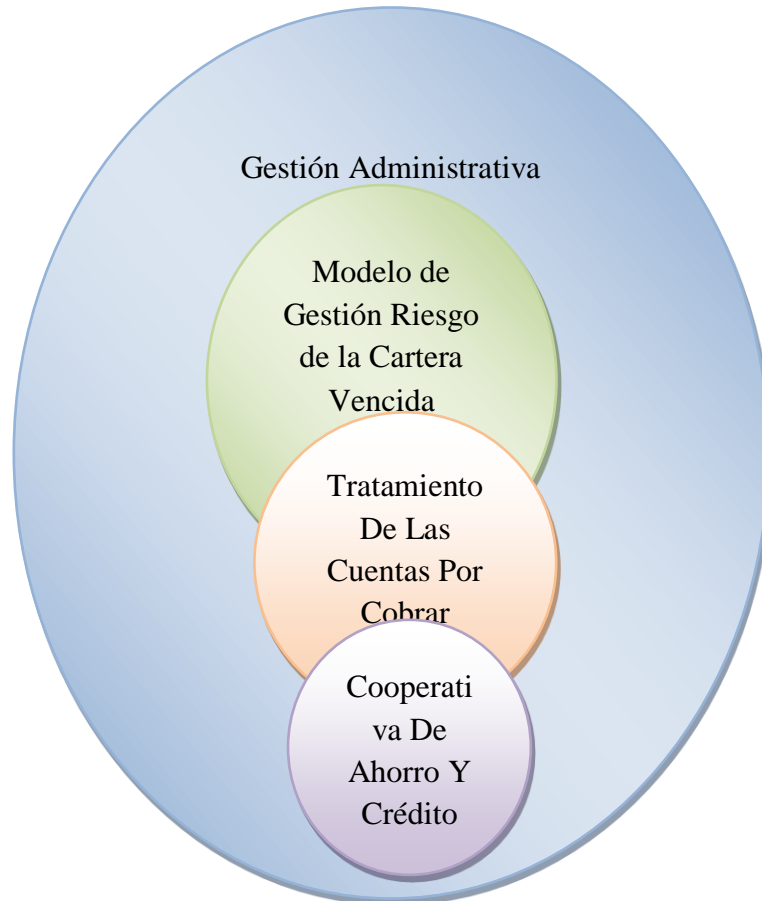 Gestión Administrativa
Modelo de
Gestión Riesgo
de la Cartera
Vencida
Tratamiento
De Las
Cuentas Por
Cobrar
Cooperati
va De
Ahorro Y
Crédito